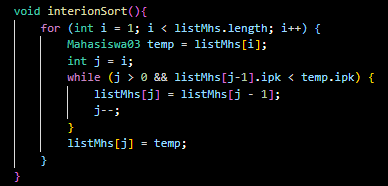 void interionSort(){
    for (int i = 1; i < listMhs.length; i++) {
        Mahasiswa03 temp = listMhs[i];
        int j = i;
        while (j > 0 && listMhs[j-1].ipk < temp.ipk) {
            listMhs[j] = listMhs[j - 1];
            j--;
        }
        listMhs[j] = temp;
    }
}